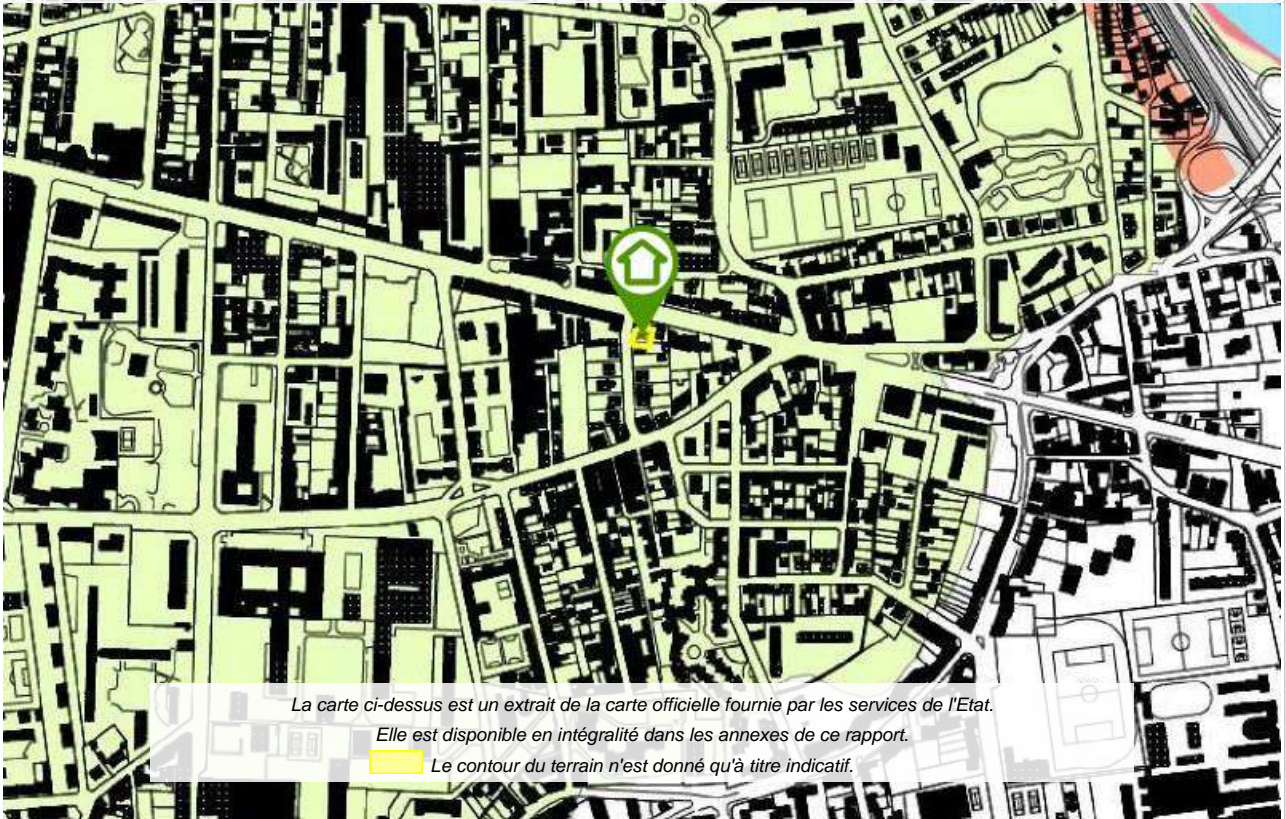 La carte ci-dessus est un extrait de la carte officielle fournie par les services de l'Etat.
Elle est disponible en intégralité dans les annexes de ce rapport.
Le contour du terrain n'est donné qu'à titre indicatif.